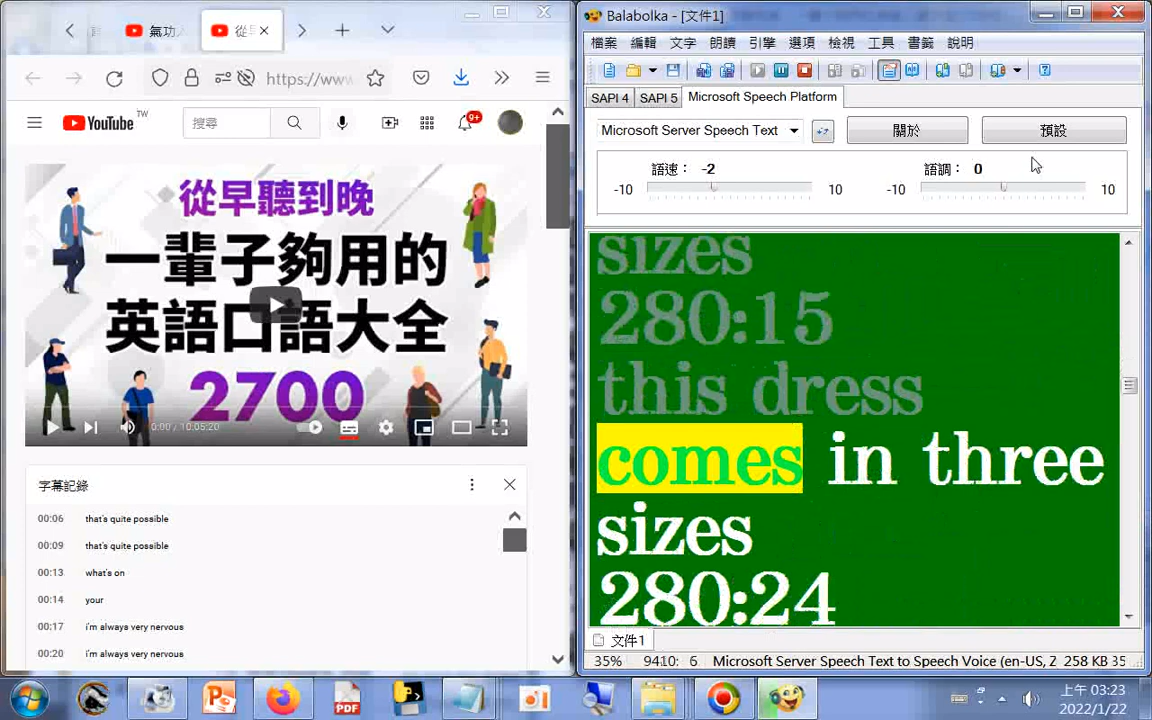 氣功
從
https://www
YouTube TW
搜尋
9+
從早聽到晚
一輩子夠用的
英語口語大全
2700
0:00 / 10:05:20
字幕記錄
00:06 that's quite possible
00:09 that's quite possible
00:13 what's on
00:14 your
00:17 i'm always very nervous
00:20 i'm always very nervous
Balabolka - [文件1]
檔案 編輯 文字 朗讀 引擎 選項 檢視 工具 書籤 說明
SAPI 4 SAPI 5 Microsoft Speech Platform
Microsoft Server Speech Text 關於 預設
語速： -2 語調： 0
-10 10 -10 10
sizes
280:15
this dress
comes in three
sizes
280:24
文件1
35% 9410: 6 Microsoft Server Speech Text to Speech Voice (en-US, Z 258 KB 35
PDF
上午 03:23
2022/1/22